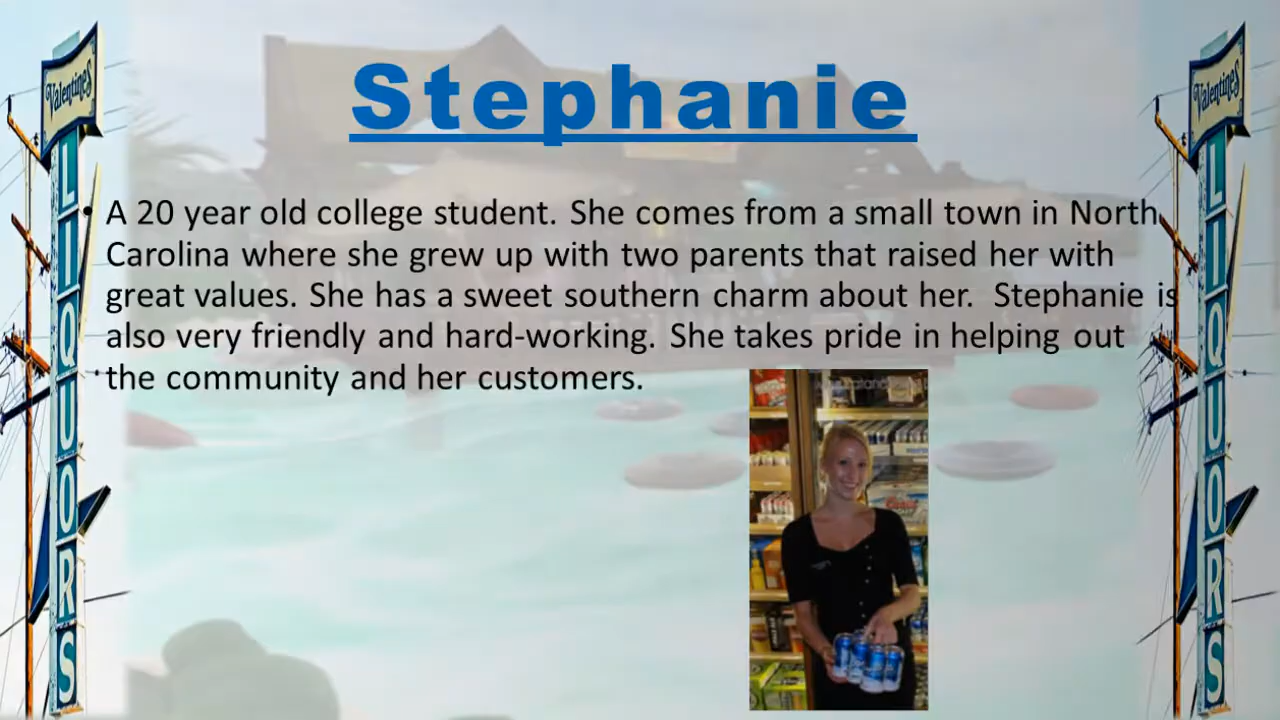 Stephanie
Valentines
LIQUORS
Valentines
LIQUORS
• A 20 year old college student. She comes from a small town in North
Carolina where she grew up with two parents that raised her with
great values. She has a sweet southern charm about her. Stephanie is
also very friendly and hard-working. She takes pride in helping out
the community and her customers.